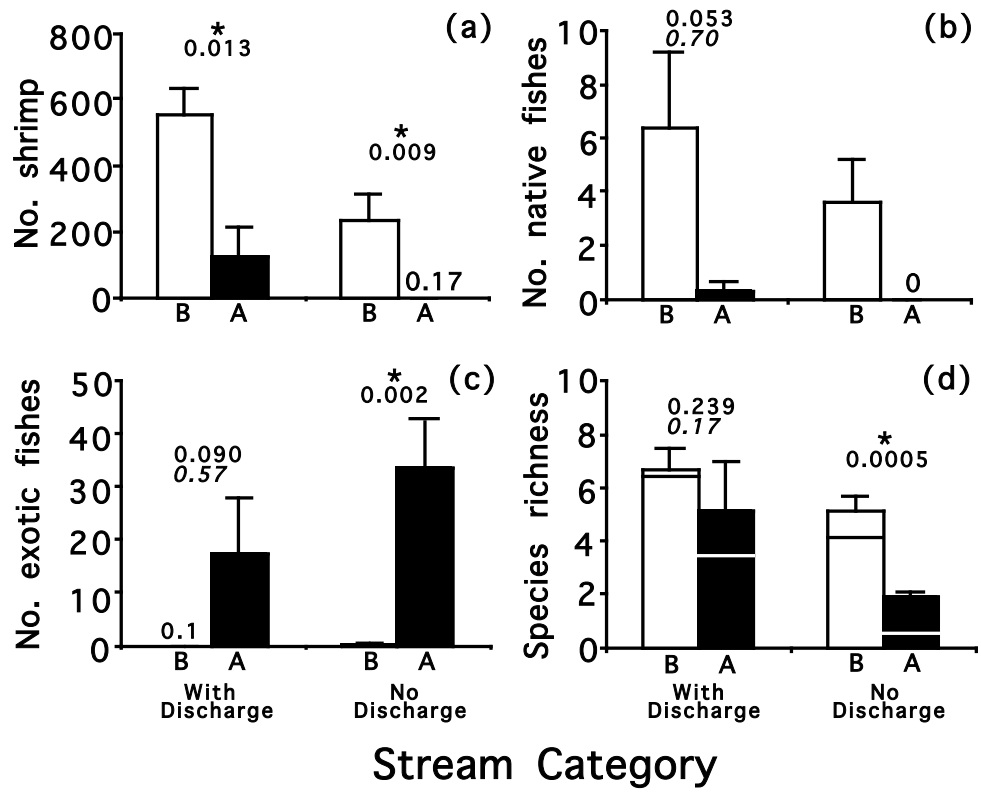 (a)
No. shrimp
800
600
400
200
0
*
0.013
*
0.009
0.17
B A B A
(b)
No. native fishes
10
8
6
4
2
0
0.053
0.70
0
B A B A
(c)
No. exotic fishes
50
40
30
20
10
0
0.090
0.57
*
0.002
0.1
B A B A
With
Discharge
No
Discharge
(d)
Species richness
10
8
6
4
2
0
0.239
0.17
*
0.0005
B A B A
With
Discharge
No
Discharge
Stream Category